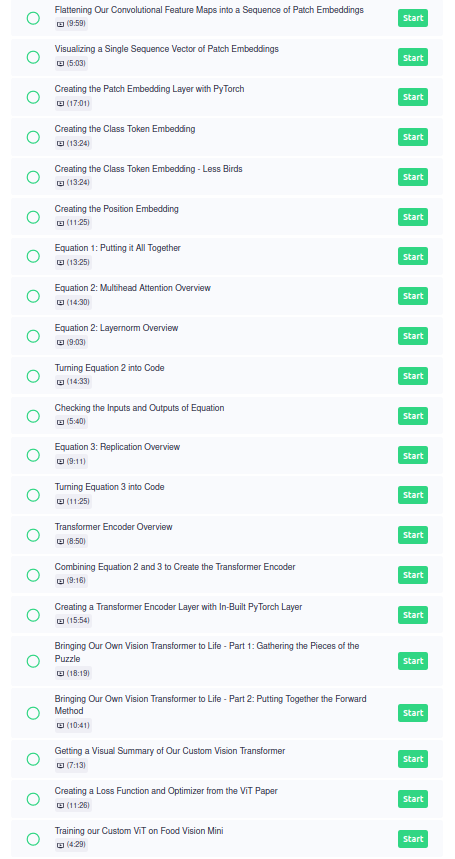 Flattening Our Convolutional Feature Maps into a Sequence of Patch Embeddings
(9:59)
Start
Visualizing a Single Sequence Vector of Patch Embeddings
(5:03)
Start
Creating the Patch Embedding Layer with PyTorch
(17:01)
Start
Creating the Class Token Embedding
(13:24)
Start
Creating the Class Token Embedding - Less Birds
(13:24)
Start
Creating the Position Embedding
(11:25)
Start
Equation 1: Putting it All Together
(13:25)
Start
Equation 2: Multihead Attention Overview
(14:30)
Start
Equation 2: Layernorm Overview
(9:03)
Start
Turning Equation 2 into Code
(14:33)
Start
Checking the Inputs and Outputs of Equation
(5:40)
Start
Equation 3: Replication Overview
(9:11)
Start
Turning Equation 3 into Code
(11:25)
Start
Transformer Encoder Overview
(8:50)
Start
Combining Equation 2 and 3 to Create the Transformer Encoder
(9:16)
Start
Creating a Transformer Encoder Layer with In-Built PyTorch Layer
(15:54)
Start
Bringing Our Own Vision Transformer to Life - Part 1: Gathering the Pieces of the
Puzzle
(18:19)
Start
Bringing Our Own Vision Transformer to Life - Part 2: Putting Together the Forward
Method
(10:41)
Start
Getting a Visual Summary of Our Custom Vision Transformer
(7:13)
Start
Creating a Loss Function and Optimizer from the ViT Paper
(11:26)
Start
Training our Custom ViT on Food Vision Mini
(4:29)
Start